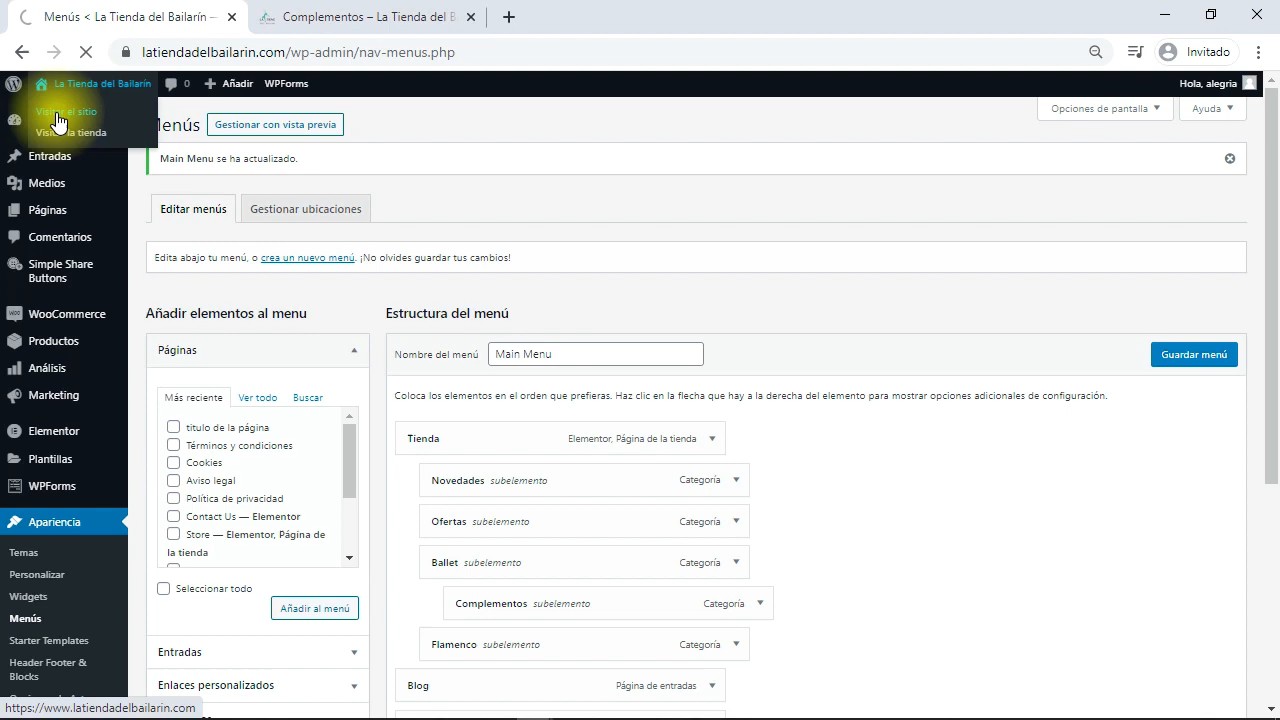 Menús < La Tienda del Bailarín –
Complementos – La Tienda del B
latiendadelbailarin.com/wp-admin/nav-menus.php
Invitado
La Tienda del Bailarín
0
Añadir
WPForms
Hola, alegria
Visitar el sitio
Visitar la tienda
Menús
Gestionar con vista previa
Opciones de pantalla
Ayuda
Main Menu se ha actualizado.
Entradas
Medios
Páginas
Comentarios
Simple Share
Buttons
WooCommerce
Productos
Análisis
Marketing
Elementor
Plantillas
WPForms
Apariencia
Temas
Personalizar
Widgets
Menús
Starter Templates
Header Footer &
Blocks
Editar menús
Gestionar ubicaciones
Edita abajo tu menú, o crea un nuevo menú. ¡No olvides guardar tus cambios!
Añadir elementos al menu
Páginas
Más reciente
Ver todo
Buscar
titulo de la página
Términos y condiciones
Cookies
Aviso legal
Política de privacidad
Contact Us — Elementor
Store — Elementor, Página de
la tienda
Seleccionar todo
Añadir al menú
Entradas
Enlaces personalizados
Estructura del menú
Nombre del menú
Main Menu
Guardar menú
Coloca los elementos en el orden que prefieras. Haz clic en la flecha que hay a la derecha del elemento para mostrar opciones adicionales de configuración.
Tienda
Elementor, Página de la tienda
Novedades subelemento
Categoría
Ofertas subelemento
Categoría
Ballet subelemento
Categoría
Complementos subelemento
Categoría
Flamenco subelemento
Categoría
Blog
Página de entradas
https://www.latiendadelbailarin.com